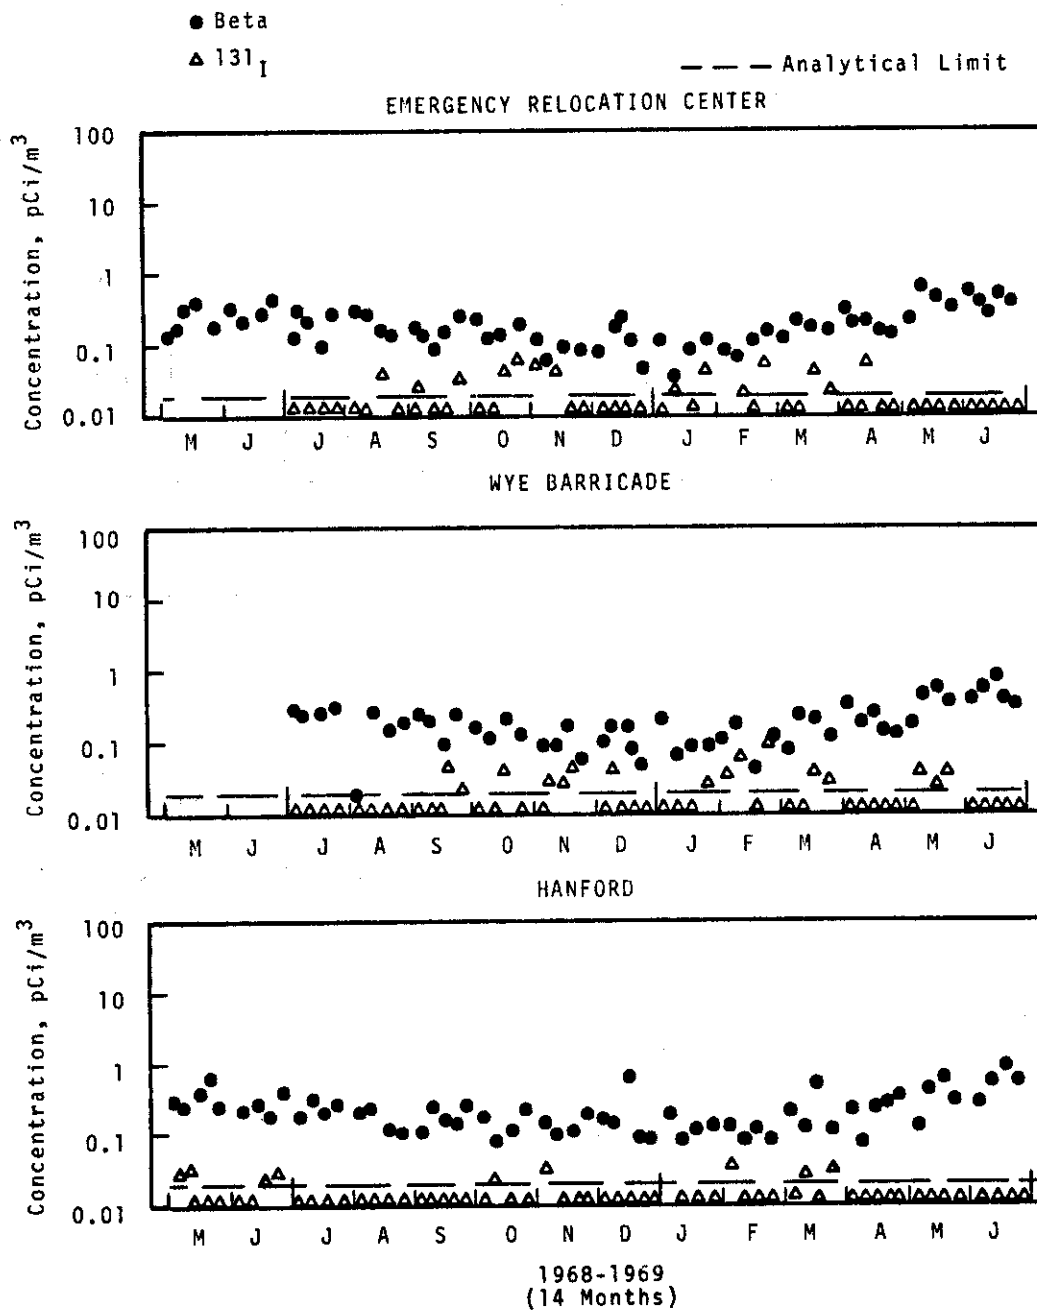 ● Beta
△ 131I
— — — Analytical Limit
EMERGENCY RELOCATION CENTER
Concentration, pCi/m3
100
10
1
0.1
0.01
M J J A S O N D J F M A M J
WYE BARRICADE
Concentration, pCi/m3
100
10
1
0.1
0.01
M J J A S O N D J F M A M J
HANFORD
Concentration, pCi/m3
100
10
1
0.1
0.01
M J J A S O N D J F M A M J
1968-1969
(14 Months)